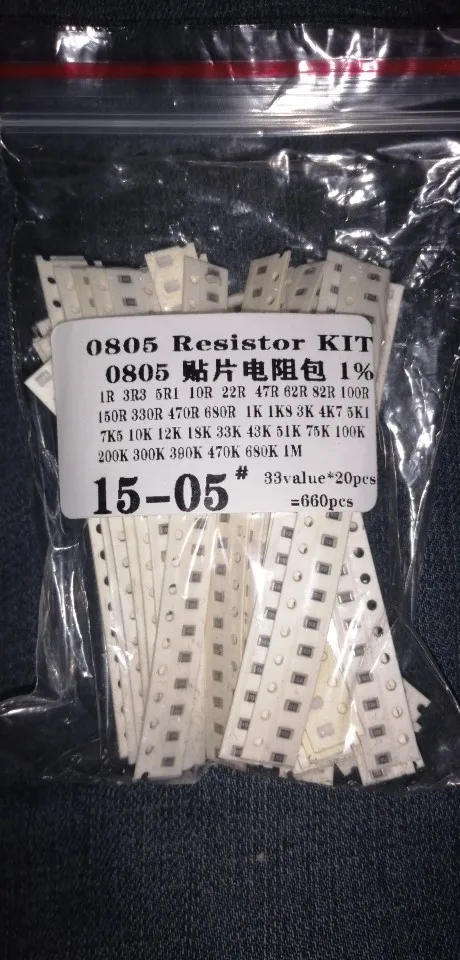 0805 Resistor KIT
0805 贴片电阻包 1%
1R 3R3 5R1 10R 22R 47R 62R 82R 100R
150R 330R 470R 680R 1K 1K8 3K 4K7 5K1
7K5 10K 12K 18K 33K 43K 51K 75K 100K
200K 300K 390K 470K 680K 1M
15-05# 33value*20pcs
=660pcs